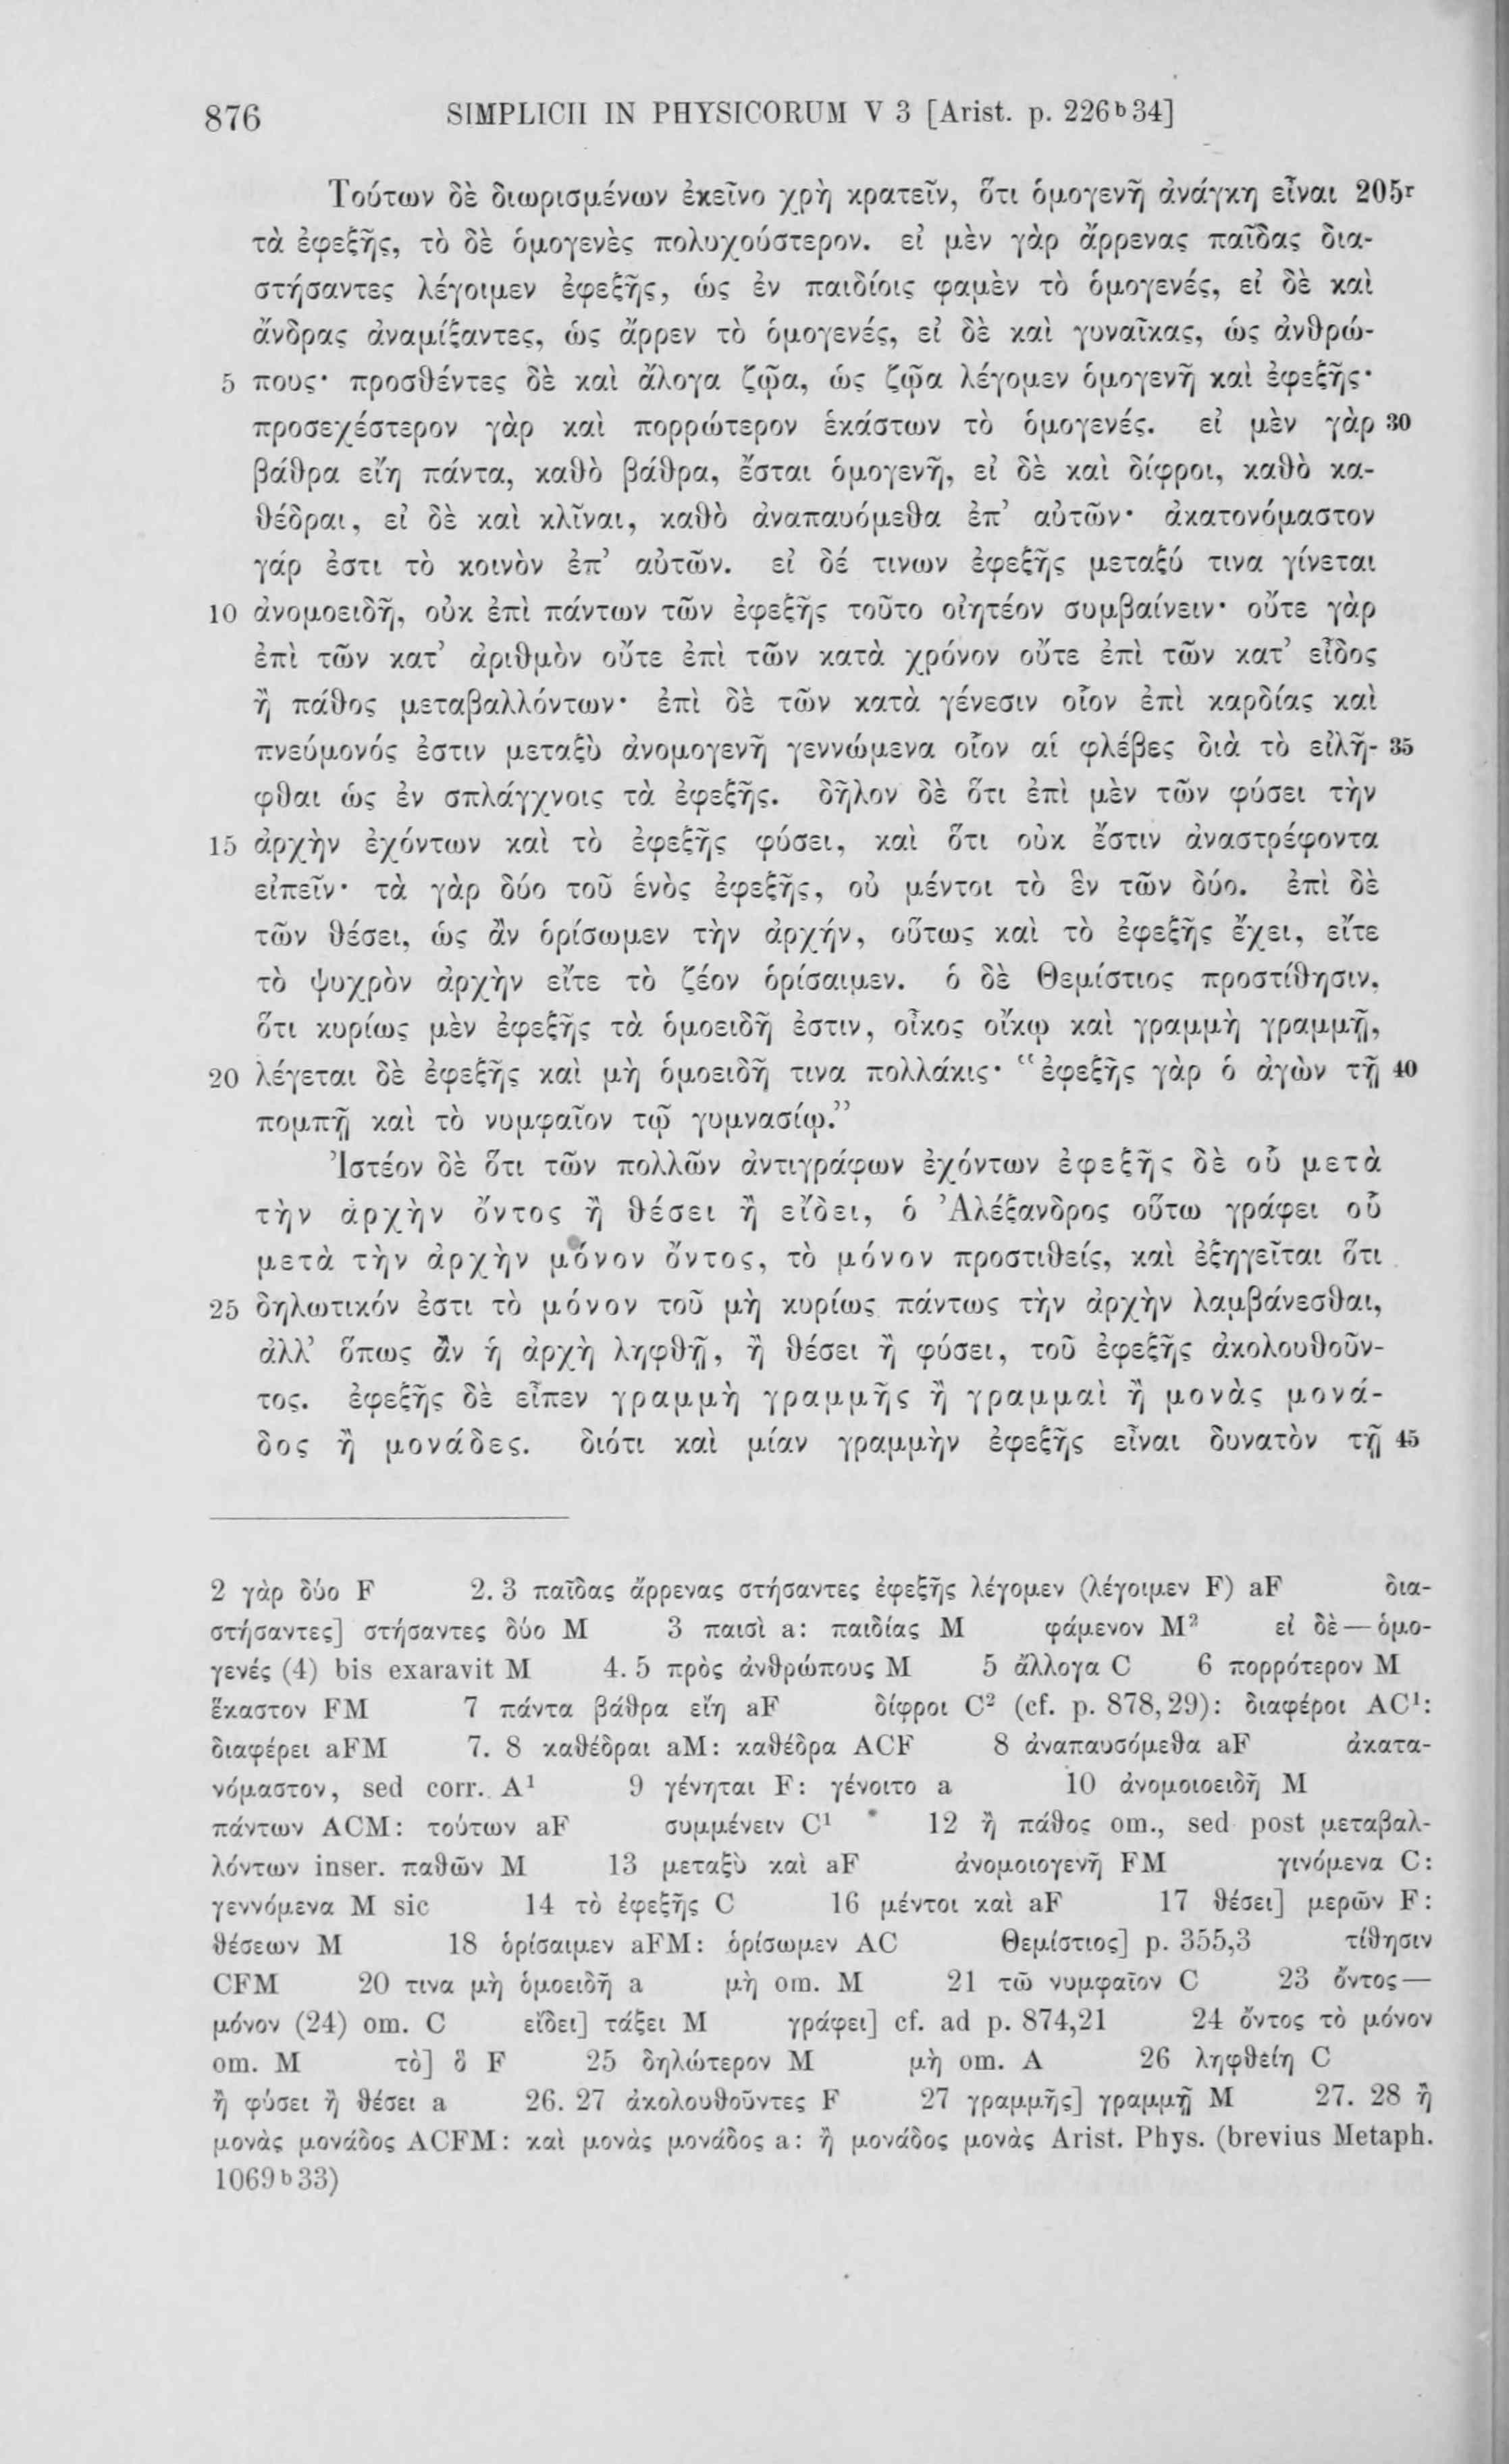 876 SIMPLICII IN PHYSICORUM V 3 [Arist. p. 226b34]
Τούτων δὲ διωρισμένων ἐκεῖνο χρὴ κρατεῖν, ὅτι ὁμογενῆ ἀνάγκη εἶναι 205r
τὰ ἐφεξῆς, τὸ δὲ ὁμογενὲς πολυχούστερον. εἰ μὲν γὰρ ἄρρενας παῖδας δια-
στήσαντες λέγοιμεν ἐφεξῆς, ὡς ἐν παιδίοις φαμὲν τὸ ὁμογενές, εἰ δὲ καὶ
ἄνδρας ἀναμίξαντες, ὡς ἄρρεν τὸ ὁμογενές, εἰ δὲ καὶ γυναῖκας, ὡς ἀνθρώ-
5 πους· προσθέντες δὲ καὶ ἄλογα ζῷα, ὡς ζῷα λέγομεν ὁμογενῆ καὶ ἐφεξῆς·
προσεχέστερον γὰρ καὶ πορρώτερον ἑκάστων τὸ ὁμογενές. εἰ μὲν γὰρ 30
βάθρα εἴη πάντα, καθὸ βάθρα, ἔσται ὁμογενῆ, εἰ δὲ καὶ δίφροι, καθὸ κα-
θέδραι, εἰ δὲ καὶ κλῖναι, καθὸ ἀναπαυόμεθα ἐπ’ αὐτῶν· ἀκατονόμαστον
γάρ ἐστι τὸ κοινὸν ἐπ’ αὐτῶν. εἰ δέ τινων ἐφεξῆς μεταξύ τινα γίνεται
10 ἀνομοειδῆ, οὐκ ἐπὶ πάντων τῶν ἐφεξῆς τοῦτο οἰητέον συμβαίνειν· οὔτε γὰρ
ἐπὶ τῶν κατ’ ἀριθμὸν οὔτε ἐπὶ τῶν κατὰ χρόνον οὔτε ἐπὶ τῶν κατ’ εἶδος
ἢ πάθος μεταβαλλόντων· ἐπὶ δὲ τῶν κατὰ γένεσιν οἷον ἐπὶ καρδίας καὶ
πνεύμονός ἐστιν μεταξὺ ἀνομογενῆ γεννώμενα οἷον αἱ φλέβες διὰ τὸ εἰλῆ- 35
φθαι ὡς ἐν σπλάγχνοις τὰ ἐφεξῆς. δῆλον δὲ ὅτι ἐπὶ μὲν τῶν φύσει τὴν
15 ἀρχὴν ἐχόντων καὶ τὸ ἐφεξῆς φύσει, καὶ ὅτι οὐκ ἔστιν ἀναστρέφοντα
εἰπεῖν· τὰ γὰρ δύο τοῦ ἑνὸς ἐφεξῆς, οὐ μέντοι τὸ ἓν τῶν δύο. ἐπὶ δὲ
τῶν θέσει, ὡς ἂν ὁρίσωμεν τὴν ἀρχήν, οὕτως καὶ τὸ ἐφεξῆς ἔχει, εἴτε
τὸ ψυχρὸν ἀρχὴν εἴτε τὸ ζέον ὁρίσαιμεν. ὁ δὲ Θεμίστιος προστίθησιν,
ὅτι κυρίως μὲν ἐφεξῆς τὰ ὁμοειδῆ ἐστιν, οἶκος οἴκῳ καὶ γραμμὴ γραμμῇ,
20 λέγεται δὲ ἐφεξῆς καὶ μὴ ὁμοειδῆ τινα πολλάκις· “ἐφεξῆς γὰρ ὁ ἀγὼν τῇ 40
πομπῇ καὶ τὸ νυμφαῖον τῷ γυμνασίῳ.”
Ἰστέον δὲ ὅτι τῶν πολλῶν ἀντιγράφων ἐχόντων ἐφεξῆς δὲ οὗ μετὰ
τὴν ἀρχὴν ὄντος ἢ θέσει ἢ εἴδει, ὁ Ἀλέξανδρος οὕτω γράφει οὗ
μετὰ τὴν ἀρχὴν μόνον ὄντος, τὸ μόνον προστιθείς, καὶ ἐξηγεῖται ὅτι
25 δηλωτικόν ἐστι τὸ μόνον τοῦ μὴ κυρίως πάντως τὴν ἀρχὴν λαμβάνεσθαι,
ἀλλ’ ὅπως ἂν ἡ ἀρχὴ ληφθῇ, ἢ θέσει ἢ φύσει, τοῦ ἐφεξῆς ἀκολουθοῦν-
τος. ἐφεξῆς δὲ εἶπεν γραμμὴ γραμμῆς ἢ γραμμαὶ ἢ μονὰς μονά-
δος ἢ μονάδες. διότι καὶ μίαν γραμμὴν ἐφεξῆς εἶναι δυνατὸν τῇ 45
2 γὰρ δύο F 2. 3 παῖδας ἄρρενας στήσαντες ἐφεξῆς λέγομεν (λέγοιμεν F) aF δια-
στήσαντες] στήσαντες δύο M 3 παισὶ a: παιδίας M φάμενον M² εἰ δὲ — ὁμο-
γενές (4) bis exaravit M 4. 5 πρὸς ἀνθρώπους M 5 ἄλλογα C 6 πορρότερον M
ἕκαστον FM 7 πάντα βάθρα εἴη aF δίφροι C² (cf. p. 878,29): διαφέροι AC¹:
διαφέρει aFM 7. 8 καθέδραι aM: καθέδρα ACF 8 ἀναπαυσόμεθα aF ἀκατα-
νόμαστον, sed corr. A¹ 9 γένηται F: γένοιτο a 10 ἀνομοιοειδῆ M
πάντων ACM: τούτων aF συμμένειν C¹ 12 ἢ πάθος om., sed post μεταβαλ-
λόντων inser. παθῶν M 13 μεταξὺ καὶ aF ἀνομοιογενῆ FM γινόμενα C:
γεννόμενα M sic 14 τὸ ἐφεξῆς C 16 μέντοι καὶ aF 17 θέσει] μερῶν F:
θέσεων M 18 ὁρίσαιμεν aFM: ὁρίσωμεν AC Θεμίστιος] p. 355,3 τίθησιν
CFM 20 τινα μὴ ὁμοειδῆ a μὴ om. M 21 τῶ νυμφαῖον C 23 ὄντος —
μόνον (24) om. C εἴδει] τάξει M γράφει] cf. ad p. 874,21 24 ὄντος τὸ μόνον
om. M τὸ] ὃ F 25 δηλώτερον M μὴ om. A 26 ληφθείη C
ἢ φύσει ἢ θέσει a 26. 27 ἀκολουθοῦντες F 27 γραμμῆς] γραμμῇ M 27. 28 ἢ
μονὰς μονάδος ACFM: καὶ μονὰς μονάδος a: ἢ μονάδος μονὰς Arist. Phys. (brevius Metaph.
1069b33)